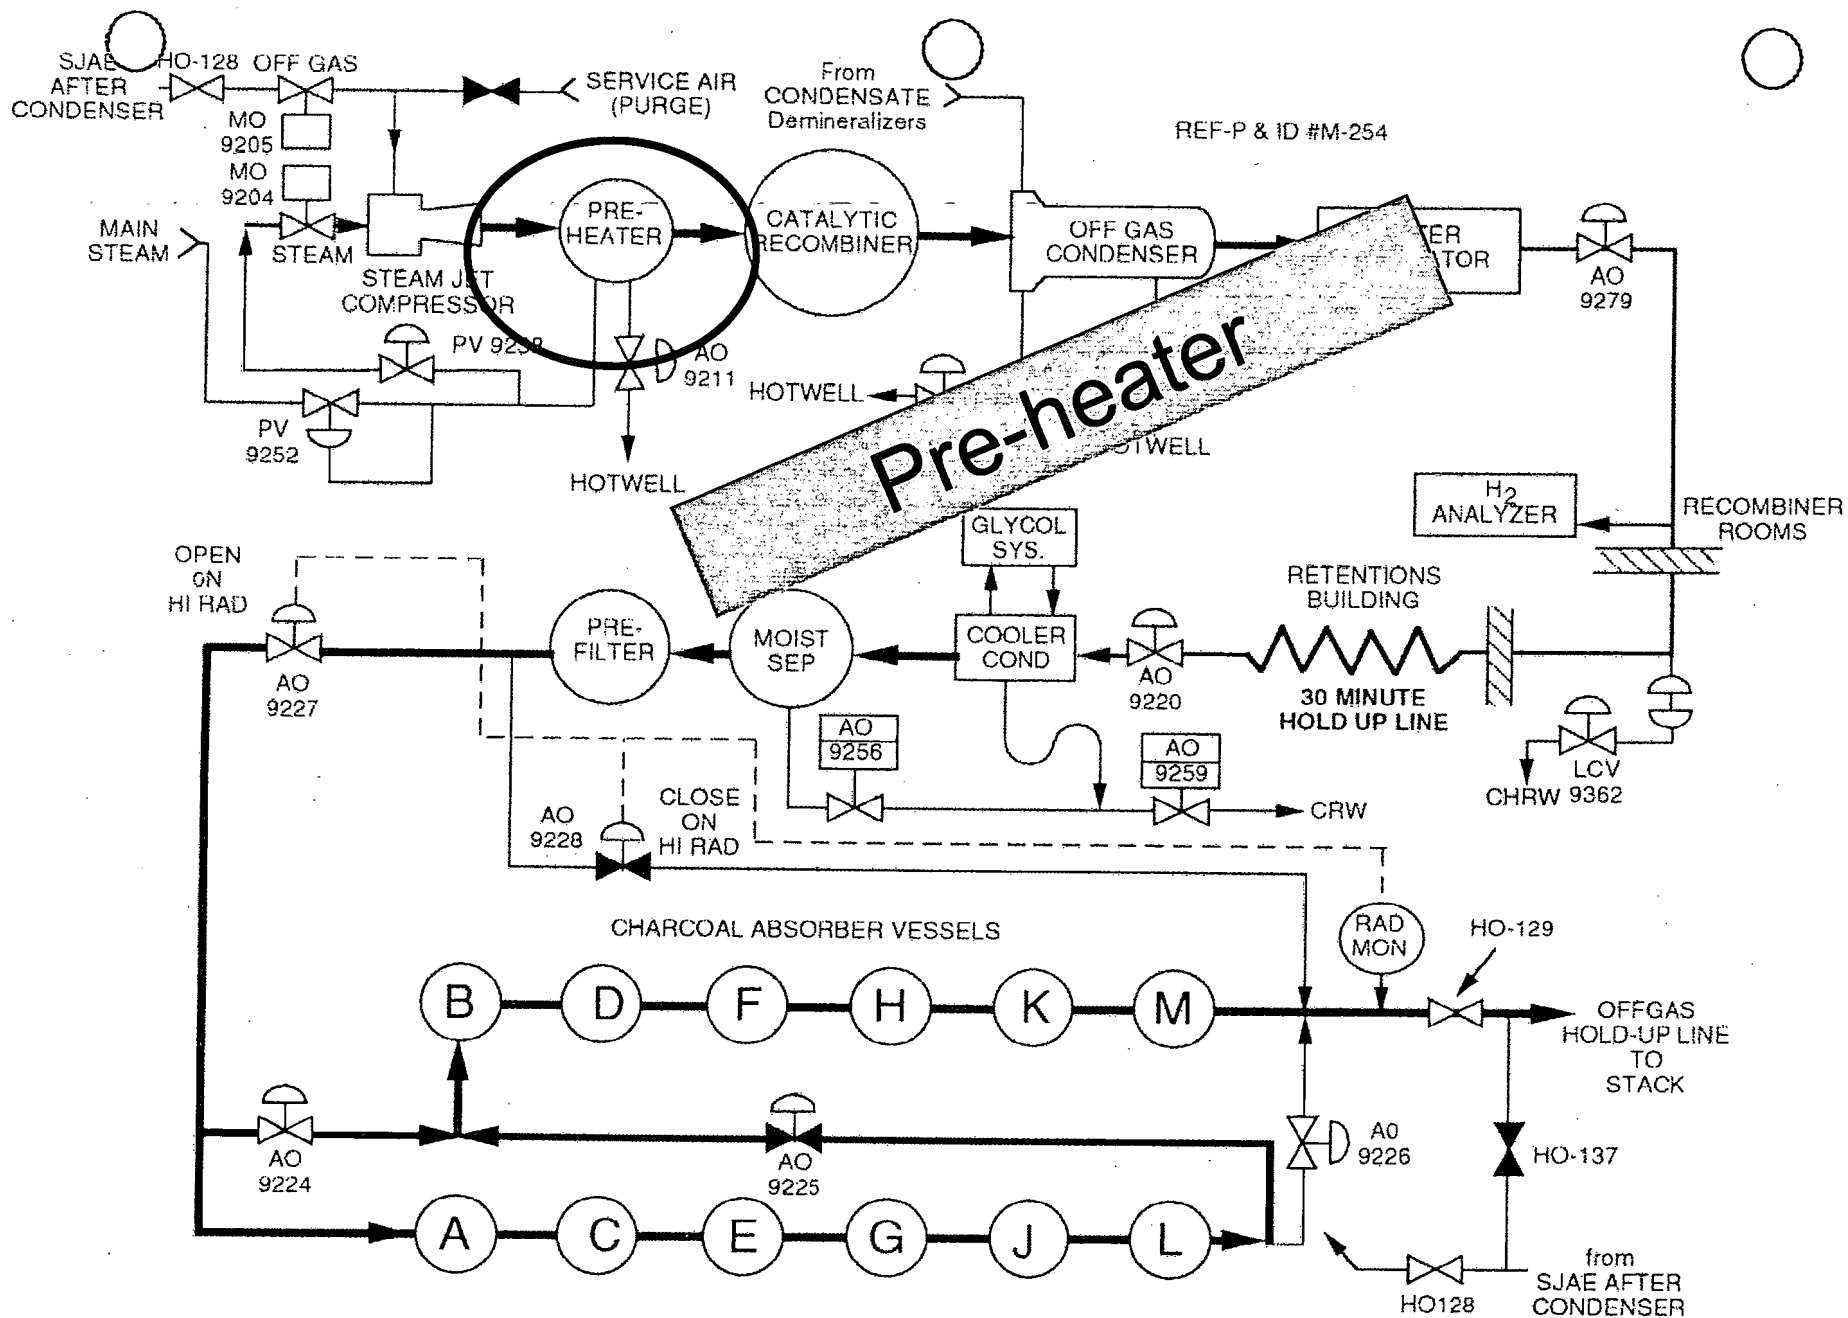 SJAE
AFTER
CONDENSER
HO-128
OFF GAS
MO
9205
MO
9204
SERVICE AIR
(PURGE)
From
CONDENSATE
Demineralizers
REF-P & ID #M-254
MAIN
STEAM
STEAM
STEAM JET
COMPRESSOR
PRE-
HEATER
CATALYTIC
RECOMBINER
OFF GAS
CONDENSER
TER
TOR
AO
9279
PV
AO
9211
PV
9252
HOTWELL
HOTWELL
OTWELL
Pre-heater
H2
ANALYZER
RECOMBINER
ROOMS
OPEN
ON
HI RAD
AO
9227
PRE-
FILTER
MOIST
SEP
GLYCOL
SYS.
COOLER
COND
AO
9220
RETENTIONS
BUILDING
30 MINUTE
HOLD UP LINE
AO
9256
AO
9259
CRW
CHRW
LCV
9362
AO
9228
CLOSE
ON
HI RAD
CHARCOAL ABSORBER VESSELS
RAD
MON
HO-129
B D F H K M
OFFGAS
HOLD-UP LINE
TO
STACK
AO
9224
AO
9225
AO
9226
HO-137
A C E G J L
HO128
from
SJAE AFTER
CONDENSER